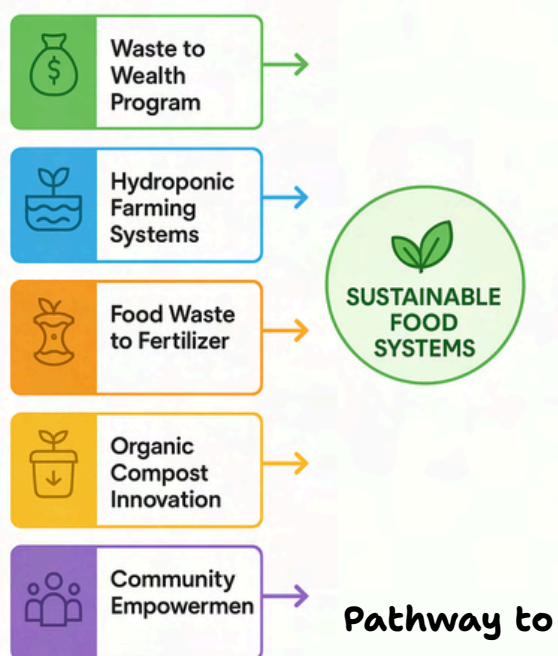 Waste to
Wealth
Program
Hydroponic
Farming
Systems
Food Waste
to Fertilizer
Organic
Compost
Innovation
Community
Empowermen
SUSTAINABLE
FOOD
SYSTEMS
Pathway to